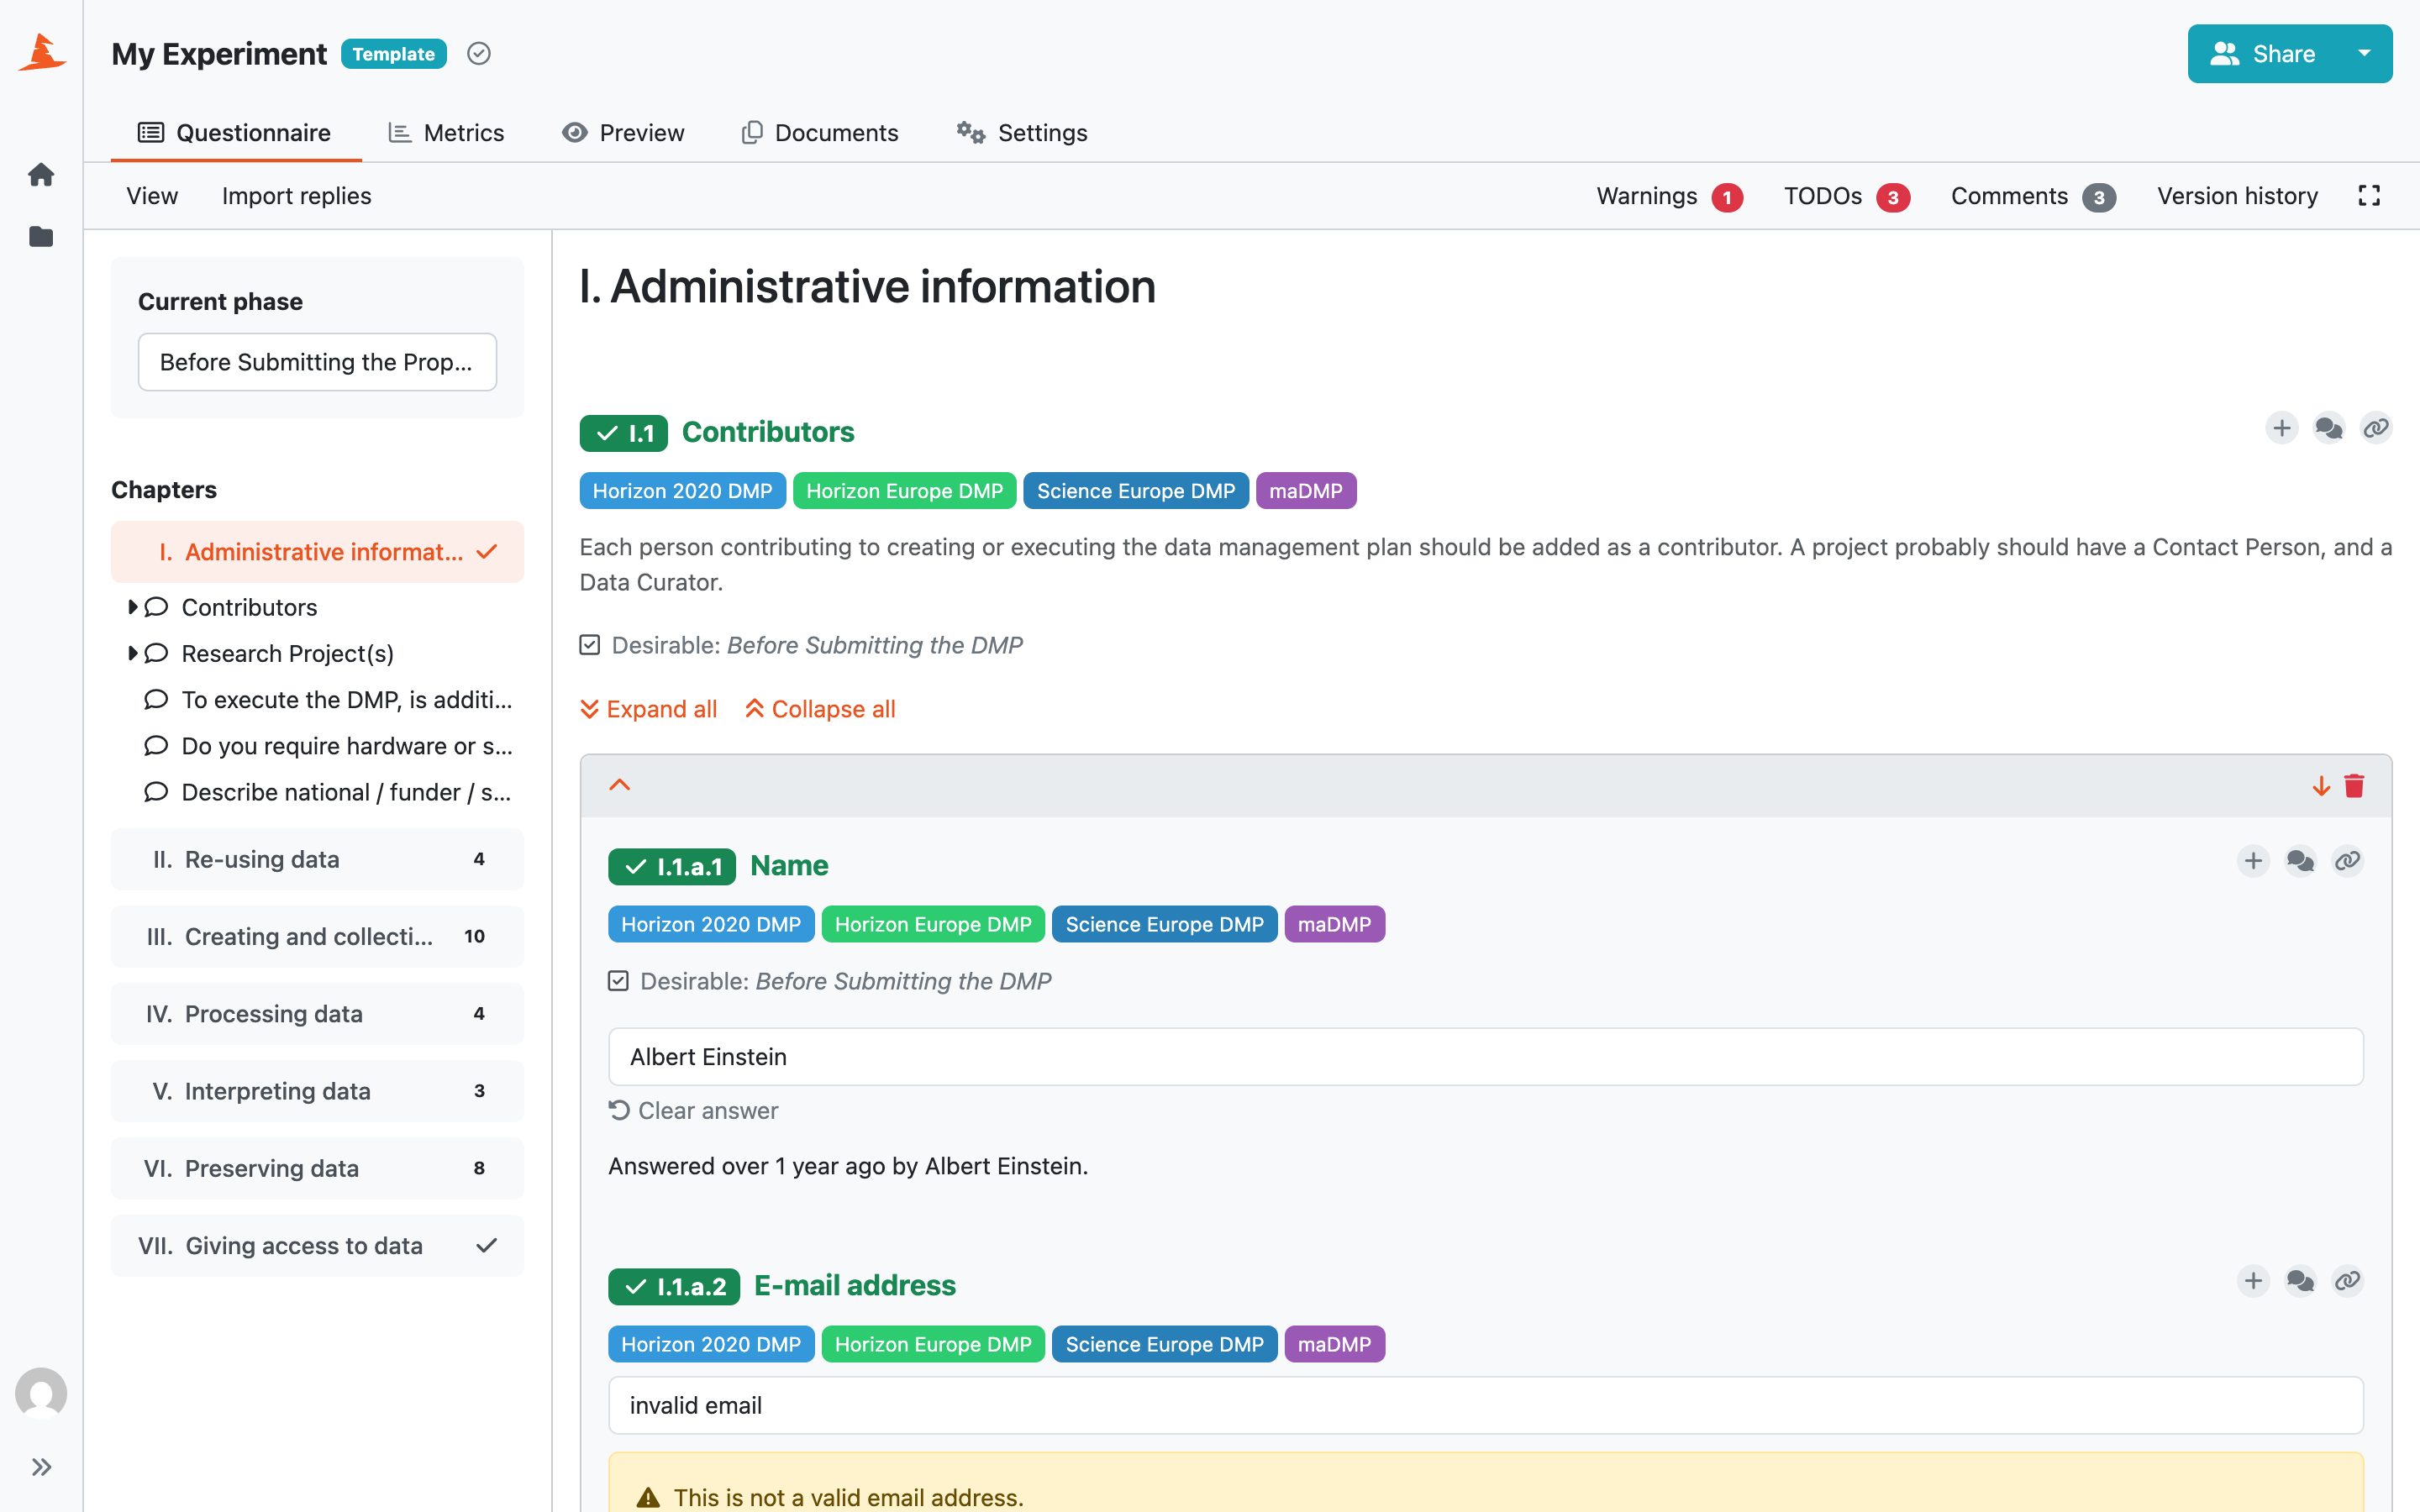 My Experiment Template
Share
Questionnaire Metrics Preview Documents Settings
View Import replies Warnings 1 TODOs 3 Comments 3 Version history
Current phase
Before Submitting the Prop...
Chapters
I. Administrative informat...
Contributors
Research Project(s)
To execute the DMP, is additi...
Do you require hardware or s...
Describe national / funder / s...
II. Re-using data 4
III. Creating and collecti... 10
IV. Processing data 4
V. Interpreting data 3
VI. Preserving data 8
VII. Giving access to data
I. Administrative information
I.1 Contributors
Horizon 2020 DMP Horizon Europe DMP Science Europe DMP maDMP
Each person contributing to creating or executing the data management plan should be added as a contributor. A project probably should have a Contact Person, and a
Data Curator.
Desirable: Before Submitting the DMP
Expand all Collapse all
I.1.a.1 Name
Horizon 2020 DMP Horizon Europe DMP Science Europe DMP maDMP
Desirable: Before Submitting the DMP
Albert Einstein
Clear answer
Answered over 1 year ago by Albert Einstein.
I.1.a.2 E-mail address
Horizon 2020 DMP Horizon Europe DMP Science Europe DMP maDMP
invalid email
This is not a valid email address.